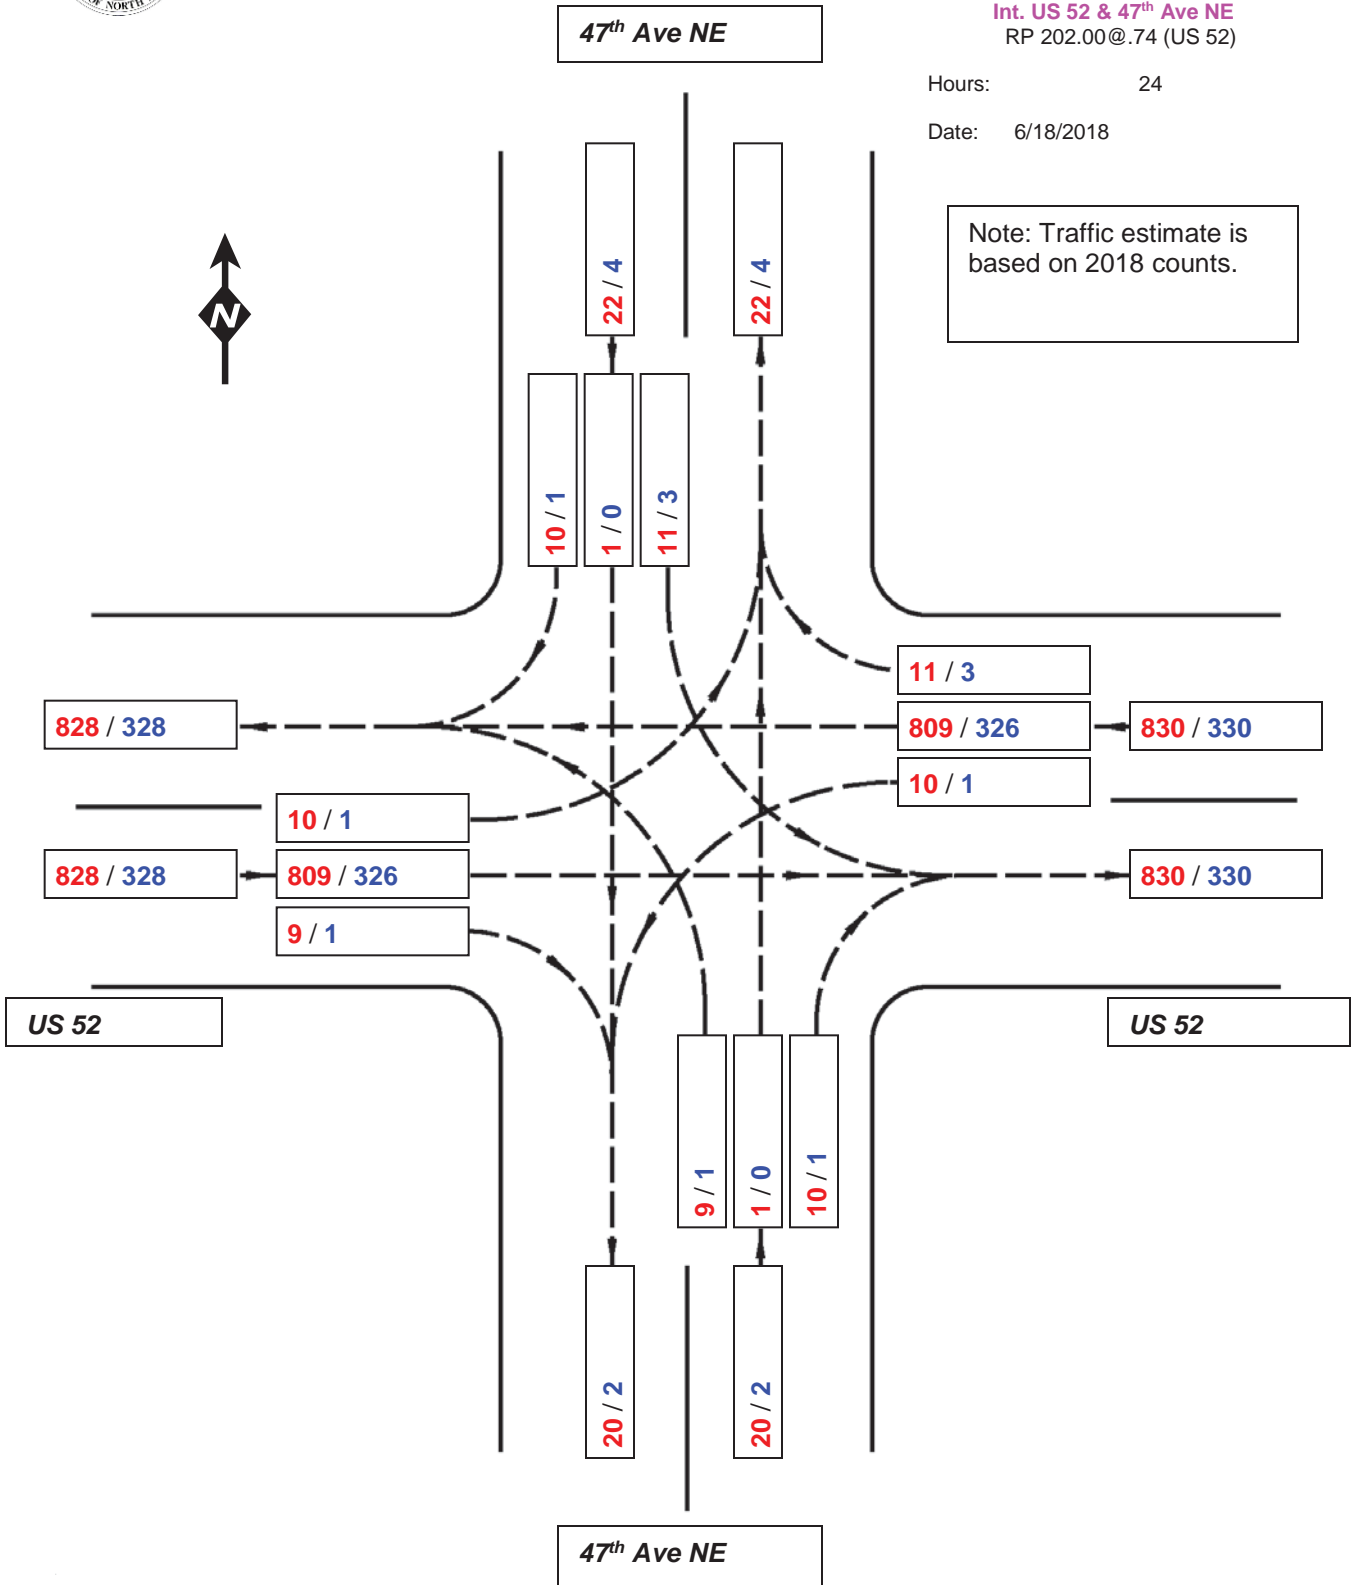 OF NORTH
47th Ave NE
Int. US 52 & 47th Ave NE
RP 202.00@.74 (US 52)
Hours: 24
Date: 6/18/2018
Note: Traffic estimate is
based on 2018 counts.
N
22 / 4
22 / 4
10 / 1
1 / 0
11 / 3
11 / 3
828 / 328
809 / 326
830 / 330
10 / 1
10 / 1
828 / 328
809 / 326
830 / 330
9 / 1
US 52
US 52
9 / 1
1 / 0
10 / 1
20 / 2
20 / 2
47th Ave NE